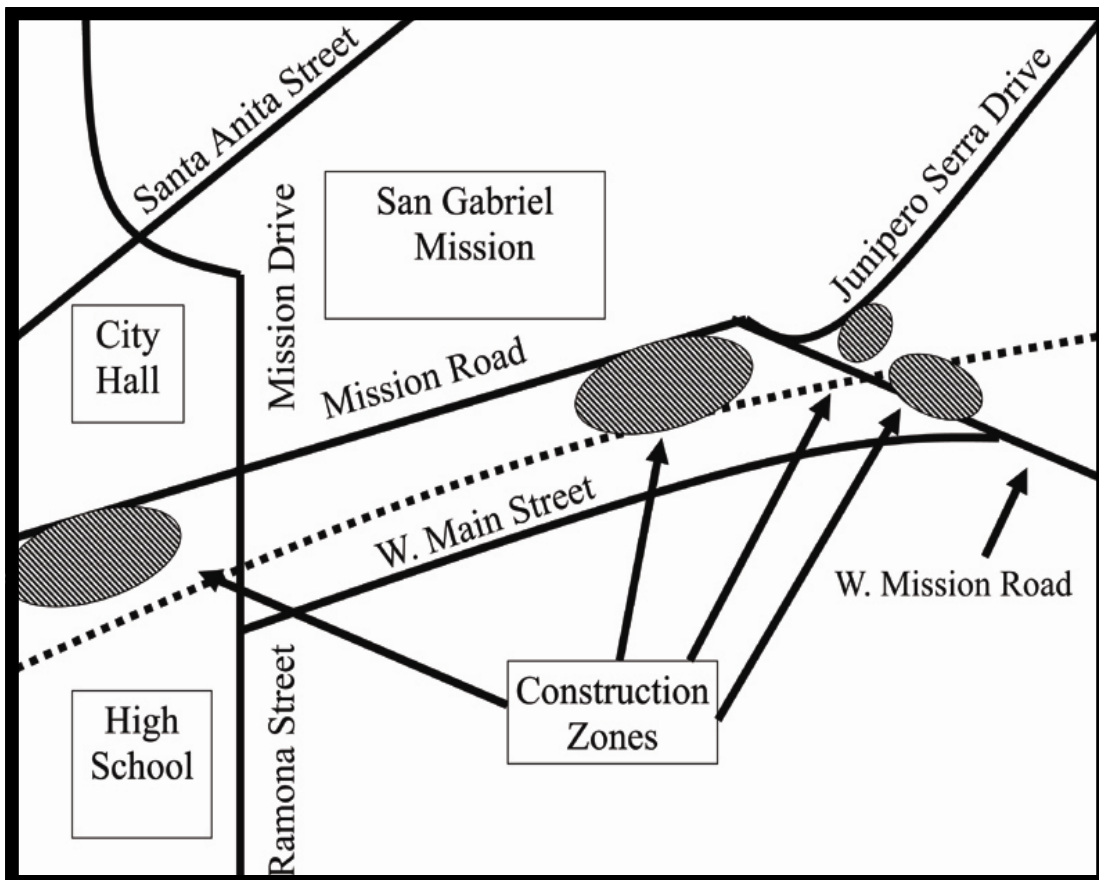 Santa Anita Street
Mission Drive
San Gabriel
Mission
Junipero Serra Drive
City
Hall
Mission Road
W. Main Street
W. Mission Road
Construction
Zones
High
School
Ramona Street